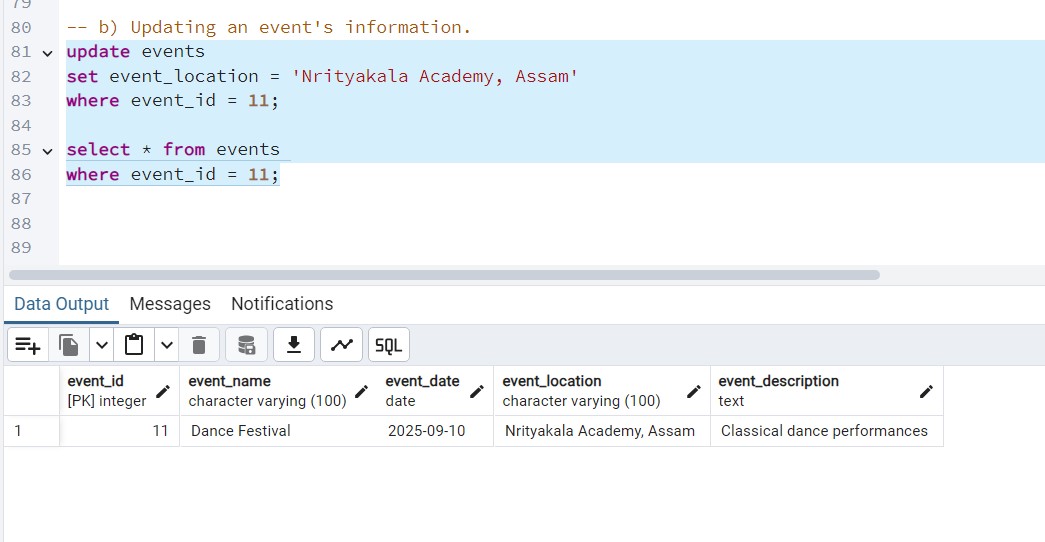 79
80 -- b) Updating an event's information.
81 update events
82 set event_location = 'Nrityakala Academy, Assam'
83 where event_id = 11;
84
85 select * from events
86 where event_id = 11;
87
88
89
Data Output Messages Notifications
SQL
event_id event_name event_date event_location event_description
[PK] integer character varying (100) date character varying (100) text
1 11 Dance Festival 2025-09-10 Nrityakala Academy, Assam Classical dance performances